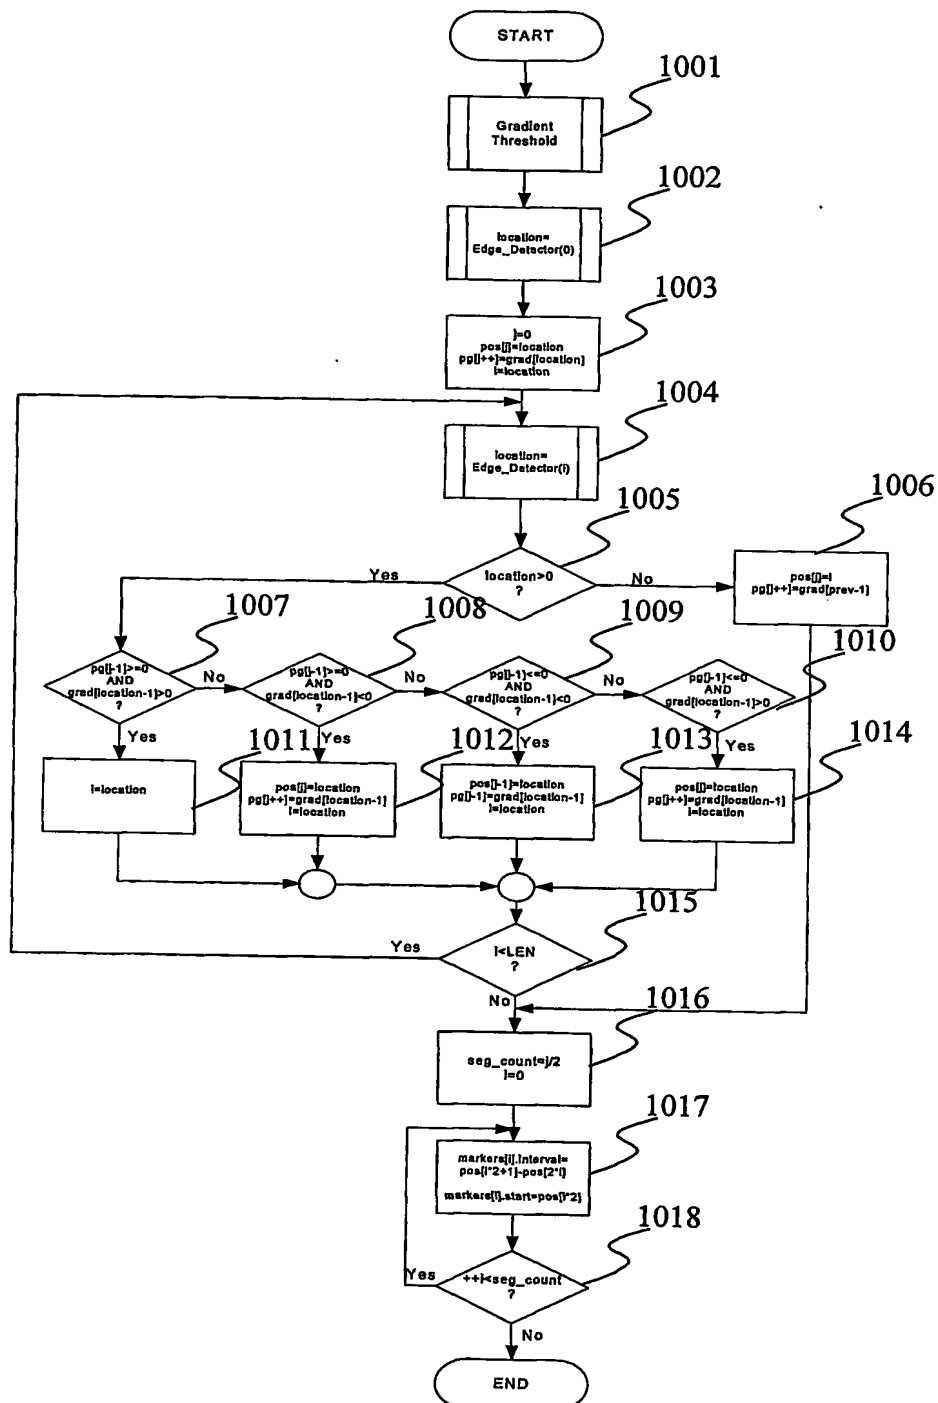 START
1001
Gradient
Threshold
1002
location=
Edge_Detector(0)
1003
j=0
pos[j]=location
pg[j++]=grad[location]
i=location
1004
location=
Edge_Detector(i)
1005
location>0
?
Yes
No
1006
pos[j]=i
pg[j++]=grad[prev-1]
1007
pg[j-1]>=0
AND
grad[location-1]>0
?
No
1008
pg[j-1]>=0
AND
grad[location-1]<0
?
No
1009
pg[j-1]<=0
AND
grad[location-1]<0
?
No
1010
pg[j-1]<=0
AND
grad[location-1]>0
?
Yes
Yes
Yes
Yes
1011
i=location
1012
pos[j]=location
pg[j++]=grad[location-1]
i=location
1013
pos[j-1]=location
pg[j-1]=grad[location-1]
i=location
1014
pos[j]=location
pg[j++]=grad[location-1]
i=location
1015
i<LEN
?
Yes
No
1016
seg_count=j/2
i=0
1017
markers[i].interval=
pos[i*2+1]-pos[2*i]
markers[i].start=pos[i*2]
1018
++i<seg_count
?
Yes
No
END